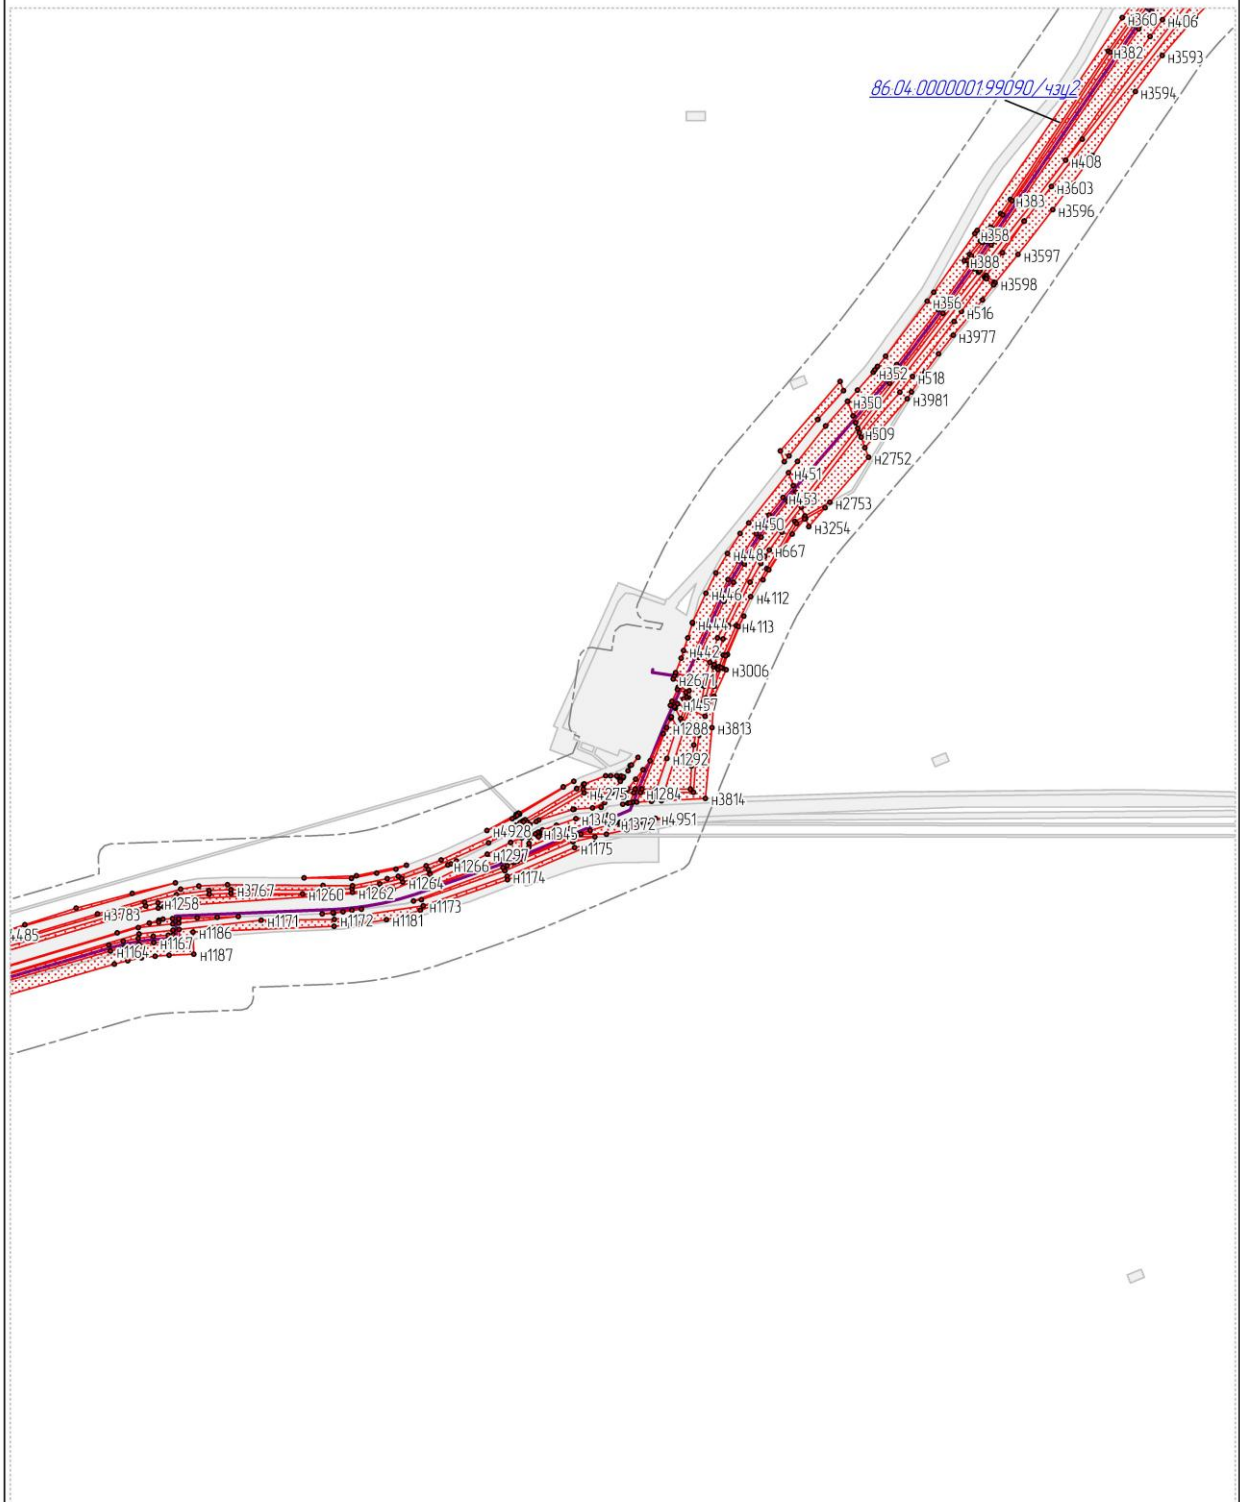 н360
н406
н382
н3593
86:04:0000001:99090/чзу2
н3594
н408
н3603
н383
н3596
н358
н3597
н388
н3598
н356
н516
н3977
н352
н518
н3981
н350
н509
н2752
н451
н453
н2753
н450
н3254
н448
н667
н446
н4112
н444
н4113
н442
н3006
н2671
н1457
н1288
н3813
н1292
н4275
н1284
н3814
н1349
н1372
н4951
н4928
н1345
н1175
н1297
н1266
н1174
н1264
н3767
н1260
н1262
н1258
н1173
н3783
н1171
н1172
н1181
4485
н1186
н1167
н1164
н1187